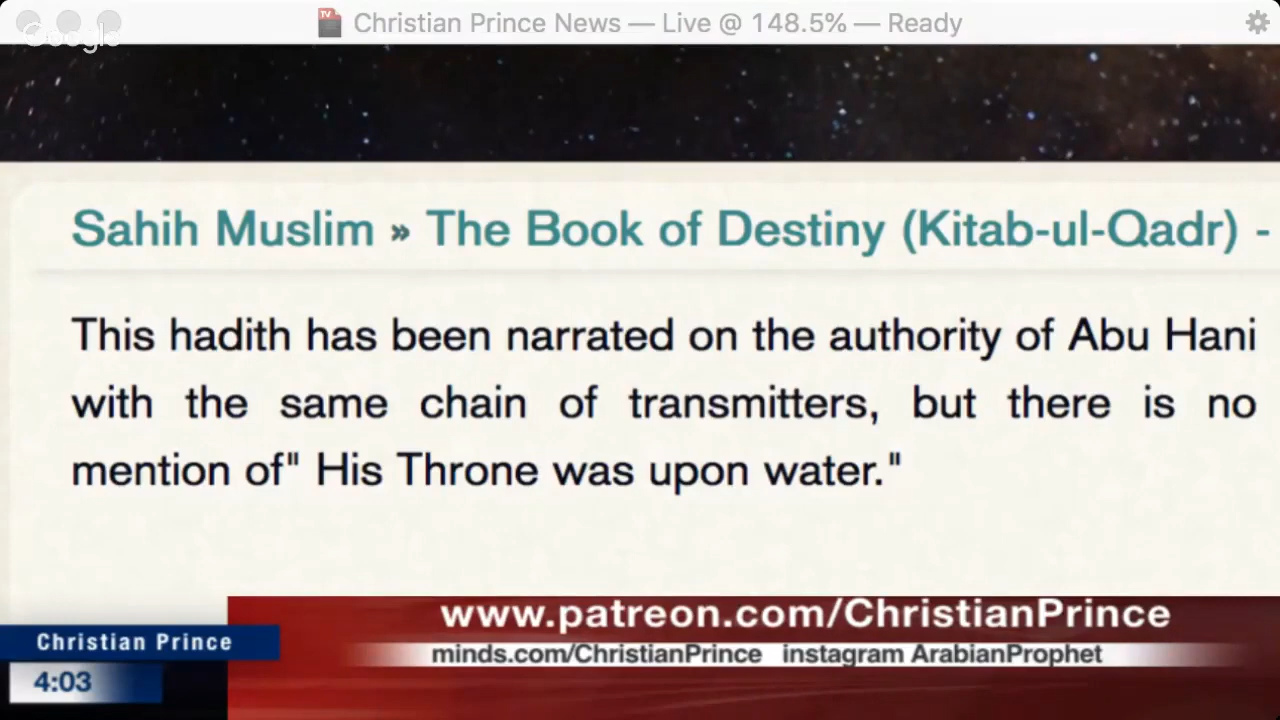 Christian Prince News — Live @ 148.5% — Ready
Google
Sahih Muslim » The Book of Destiny (Kitab-ul-Qadr) -
This hadith has been narrated on the authority of Abu Hani
with the same chain of transmitters, but there is no
mention of" His Throne was upon water."
www.patreon.com/ChristianPrince
Christian Prince
minds.com/ChristianPrince instagram ArabianProphet
4:03